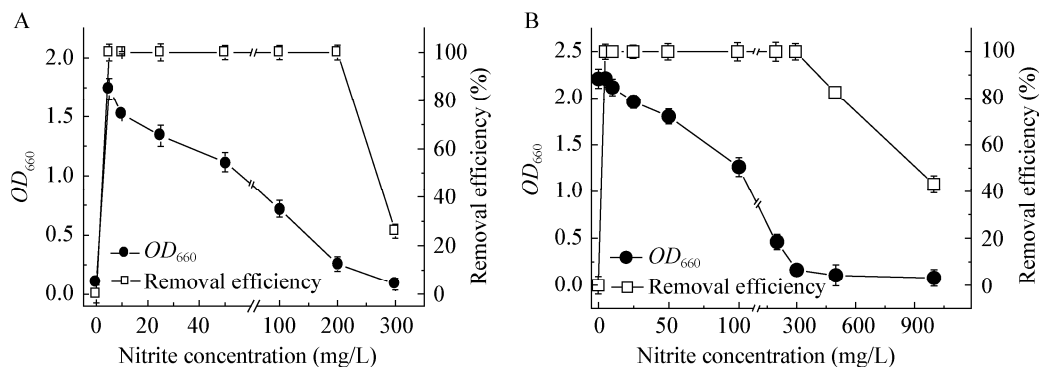 A
2.0
1.5
1.0
0.5
0.0
OD660
100
80
60
40
20
0
Removal efficiency (%)
OD660
Removal efficiency
0 20 40 100 200 300
Nitrite concentration (mg/L)
B
2.5
2.0
1.5
1.0
0.5
0.0
OD660
100
80
60
40
20
0
Removal efficiency (%)
OD660
Removal efficiency
0 50 100 300 600 900
Nitrite concentration (mg/L)